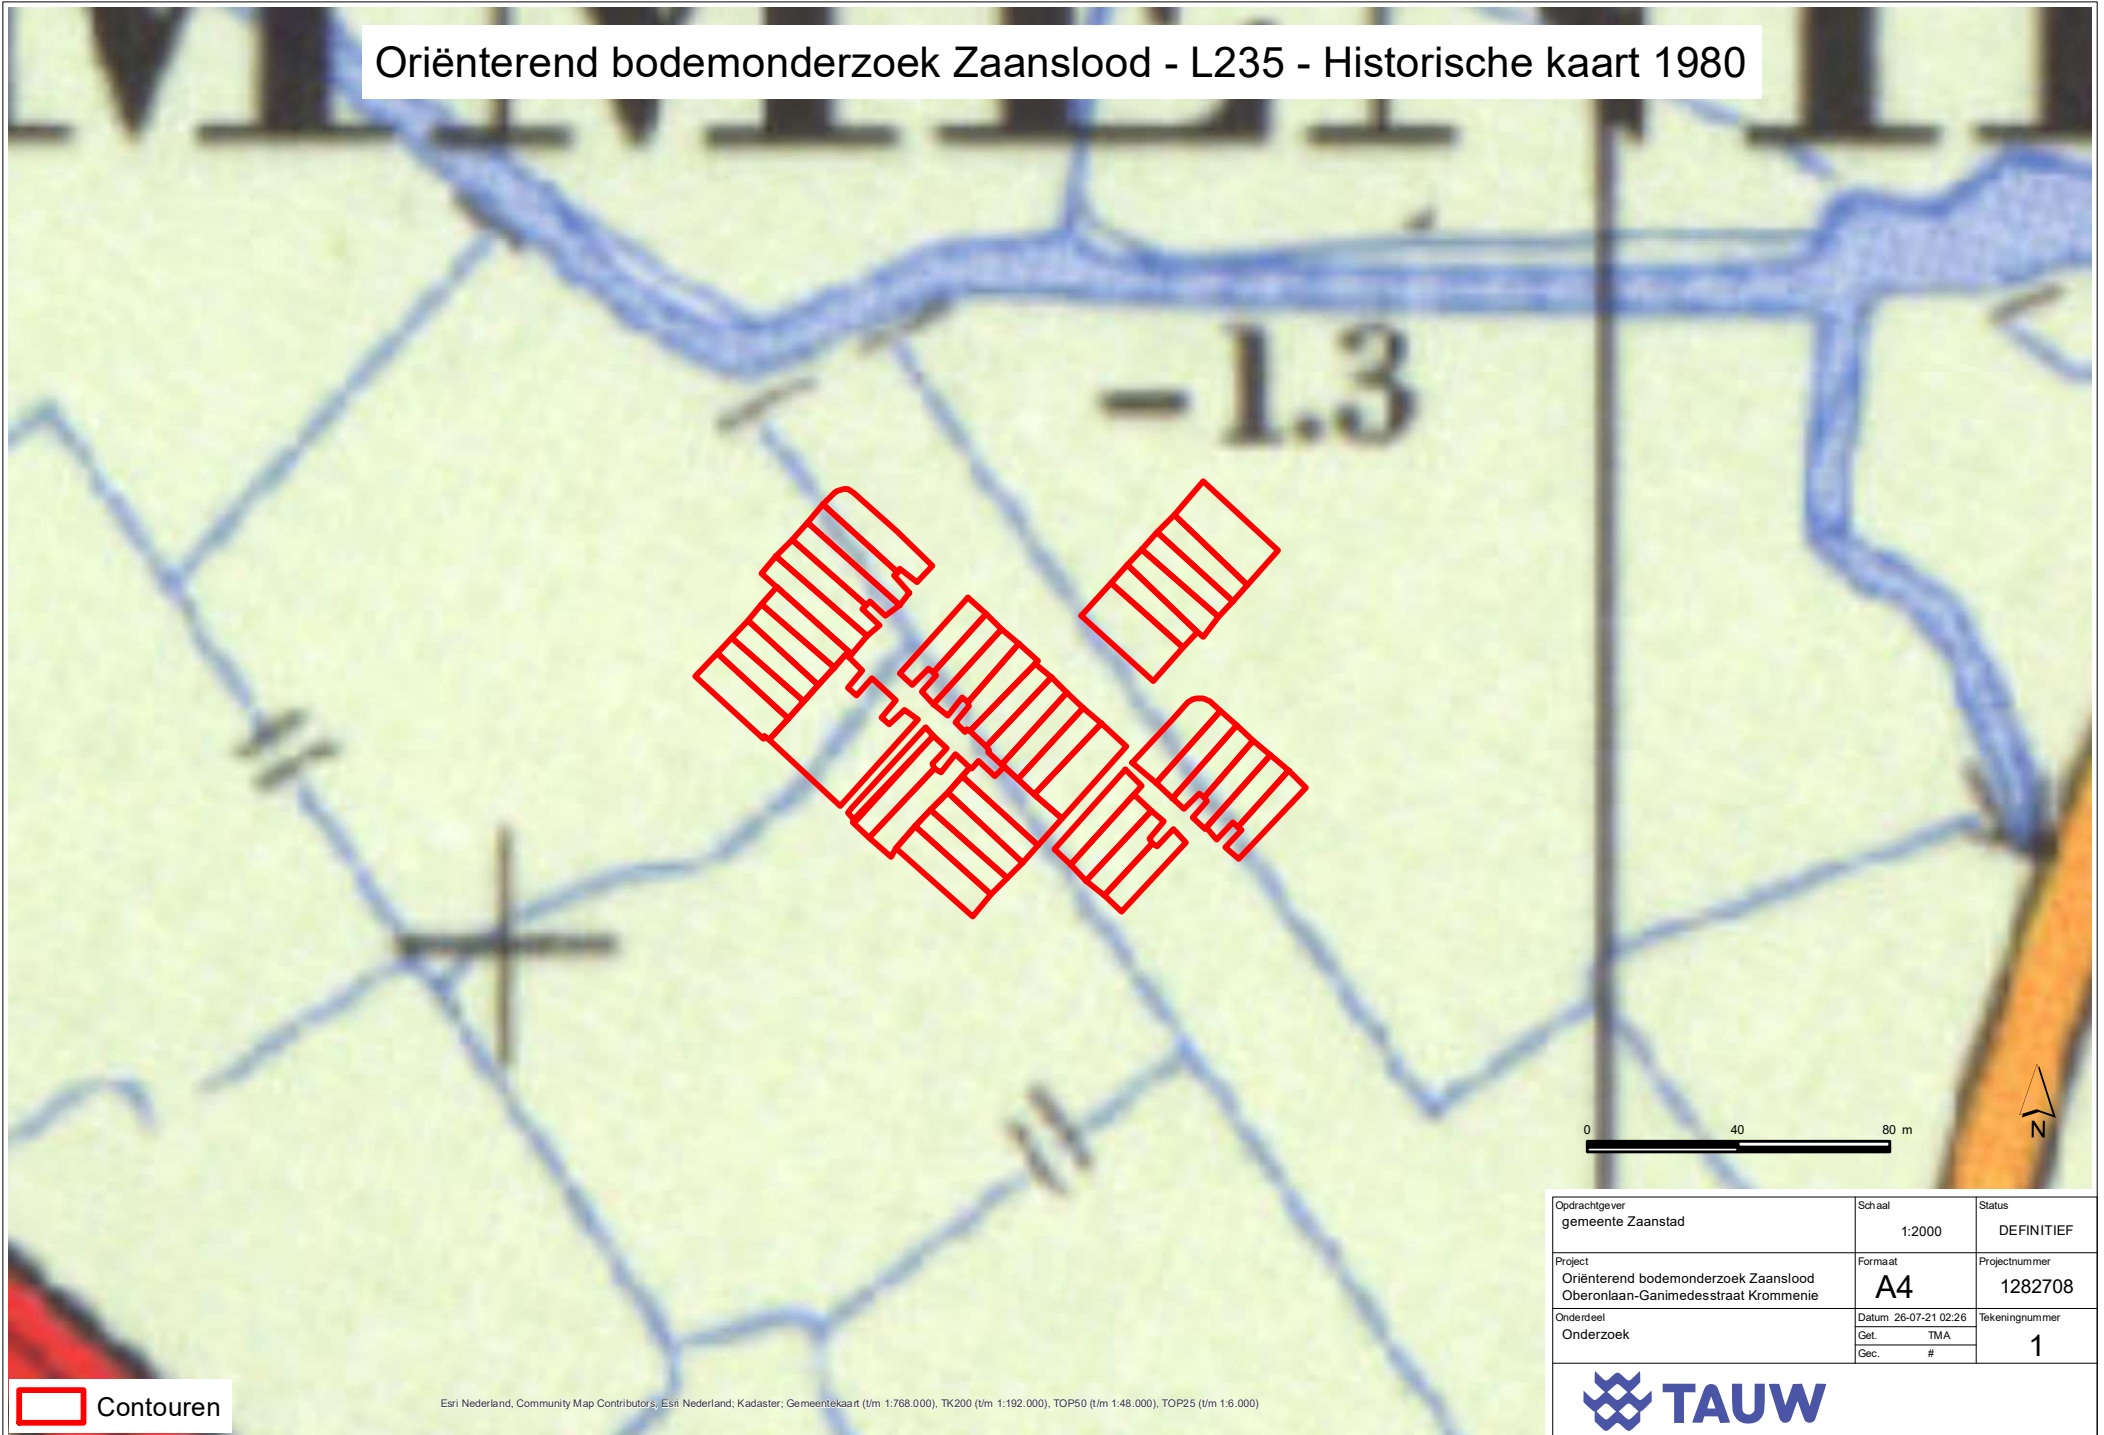 Oriënterend bodemonderzoek Zaanslood - L235 - Historische kaart 1980
-1.3
0 40 80 m
N
Opdrachtgever
gemeente Zaanstad
Schaal
1:2000
Status
DEFINITIEF
Project
Oriënterend bodemonderzoek Zaanslood
Oberonlaan-Ganimedesstraat Krommenie
Formaat
A4
Projectnummer
1282708
Onderdeel
Onderzoek
Datum 26-07-21 02:26
Get. TMA
Gec. #
Tekeningnummer
1
TAUW
Contouren
Esri Nederland, Community Map Contributors, Esri Nederland; Kadaster; Gemeentekaart (t/m 1:768.000), TK200 (t/m 1:192.000), TOP50 (t/m 1:48.000), TOP25 (t/m 1:6.000)